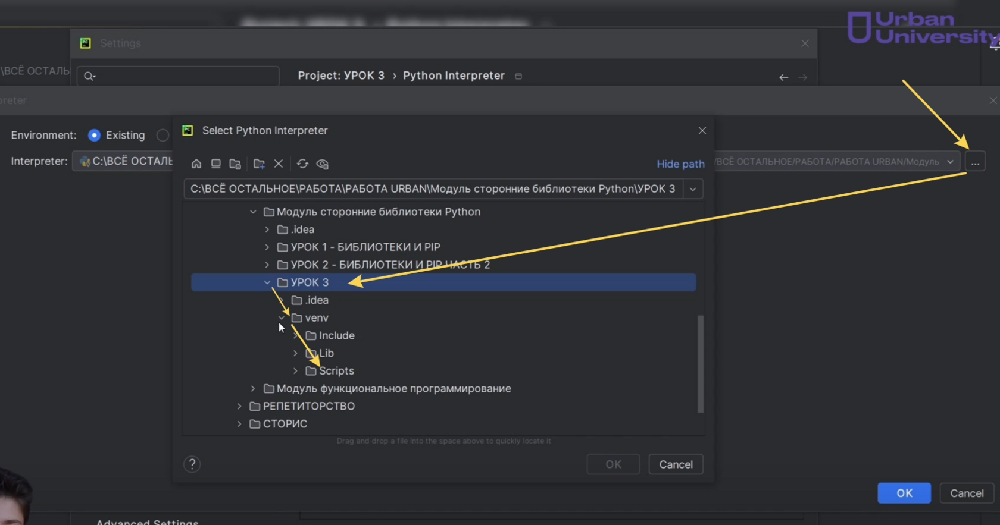 Urban
University
Settings
\ВСЁ ОСТАЛЬ
Project: УРОК 3 › Python Interpreter
preter
Environment: Existing
Select Python Interpreter
Interpreter: C:\ВСЁ ОСТАЛЬ
Hide path
/ВСЁ ОСТАЛЬНОЕ/РАБОТА/РАБОТА URBAN/Модуль
...
C:\ВСЁ ОСТАЛЬНОЕ\РАБОТА\РАБОТА URBAN\Модуль сторонние библиотеки Python\УРОК 3
Модуль сторонние библиотеки Python
.idea
УРОК 1 - БИБЛИОТЕКИ И PIP
УРОК 2 - БИБЛИОТЕКИ И PIP ЧАСТЬ 2
УРОК 3
.idea
venv
Include
Lib
Scripts
Модуль функциональное программирование
РЕПЕТИТОРСТВО
СТОРИС
Drag and drop a file into the space above to quickly locate it
?
OK
Cancel
OK
Cancel
Advanced Settings